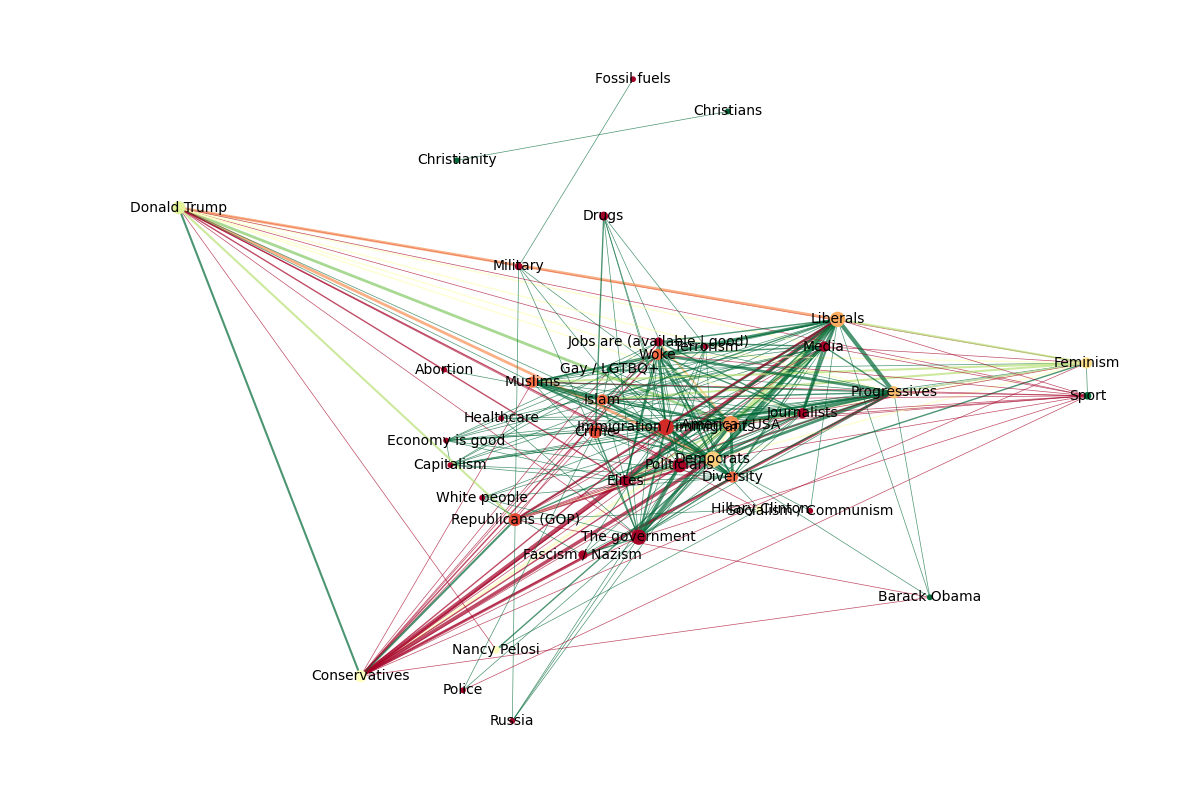 Fossil fuels
Christians
Christianity
Donald Trump
Drugs
Military
Liberals
Jobs are (available | good)
Terrorism
Media
Woke
Feminism
Gay / LGTBQ+
Abortion
Muslims
Progressives
Sport
Islam
Journalists
Healthcare
America / USA
Immigration / immigrants
Crime
Economy is good
Democrats
Capitalism
Politicians
Diversity
Elites
White people
Hillary Clinton
Socialism / Communism
Republicans (GOP)
The government
Fascism / Nazism
Barack Obama
Nancy Pelosi
Conservatives
Police
Russia